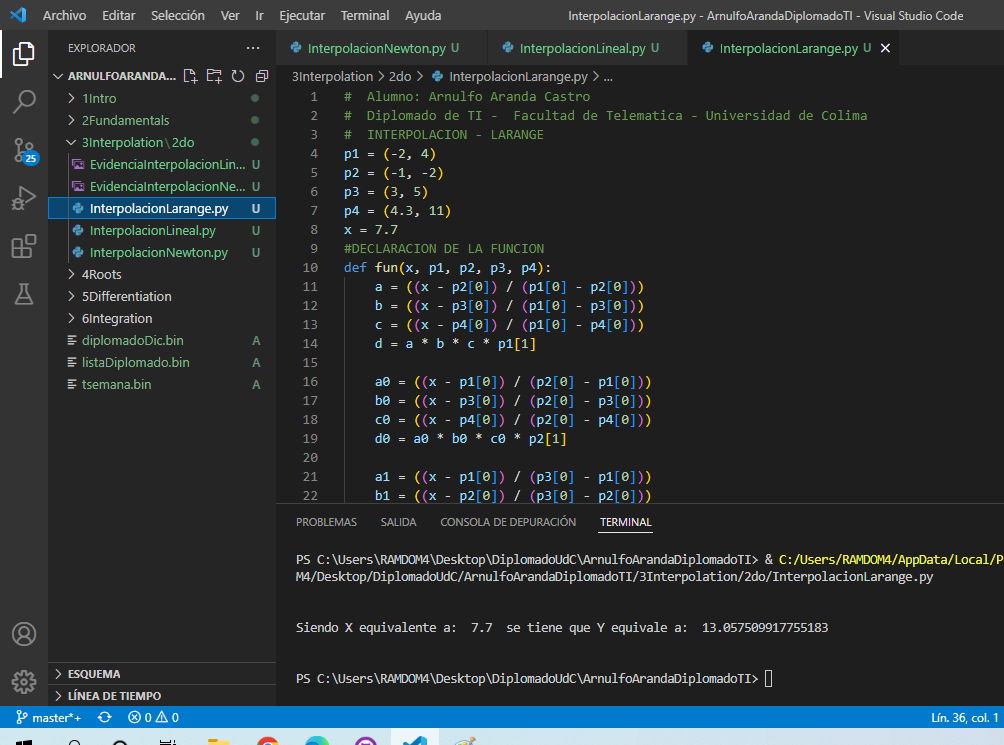 Archivo Editar Selección Ver Ir Ejecutar Terminal Ayuda InterpolacionLarange.py - ArnulfoArandaDiplomadoTI - Visual Studio Code
EXPLORADOR ···
ARNULFOARANDA...
1Intro
2Fundamentals
3Interpolation\2do
EvidenciaInterpolacionLin... U
EvidenciaInterpolacionNe... U
InterpolacionLarange.py U
InterpolacionLineal.py U
InterpolacionNewton.py U
4Roots
5Differentiation
6Integration
diplomadoDic.bin A
listaDiplomado.bin A
tsemana.bin A
ESQUEMA
LÍNEA DE TIEMPO
25
InterpolacionNewton.py U InterpolacionLineal.py U InterpolacionLarange.py U
3Interpolation > 2do > InterpolacionLarange.py > ...
1 # Alumno: Arnulfo Aranda Castro
2 # Diplomado de TI - Facultad de Telematica - Universidad de Colima
3 # INTERPOLACION - LARANGE
4 p1 = (-2, 4)
5 p2 = (-1, -2)
6 p3 = (3, 5)
7 p4 = (4.3, 11)
8 x = 7.7
9 #DECLARACION DE LA FUNCION
10 def fun(x, p1, p2, p3, p4):
11 a = ((x - p2[0]) / (p1[0] - p2[0]))
12 b = ((x - p3[0]) / (p1[0] - p3[0]))
13 c = ((x - p4[0]) / (p1[0] - p4[0]))
14 d = a * b * c * p1[1]
15
16 a0 = ((x - p1[0]) / (p2[0] - p1[0]))
17 b0 = ((x - p3[0]) / (p2[0] - p3[0]))
18 c0 = ((x - p4[0]) / (p2[0] - p4[0]))
19 d0 = a0 * b0 * c0 * p2[1]
20
21 a1 = ((x - p1[0]) / (p3[0] - p1[0]))
22 b1 = ((x - p2[0]) / (p3[0] - p2[0]))
PROBLEMAS SALIDA CONSOLA DE DEPURACIÓN TERMINAL
PS C:\Users\RAMDOM4\Desktop\DiplomadoUdC\ArnulfoArandaDiplomadoTI> & C:/Users/RAMDOM4/AppData/Local/P
M4/Desktop/DiplomadoUdC/ArnulfoArandaDiplomadoTI/3Interpolation/2do/InterpolacionLarange.py
Siendo X equivalente a: 7.7 se tiene que Y equivale a: 13.057509917755183
PS C:\Users\RAMDOM4\Desktop\DiplomadoUdC\ArnulfoArandaDiplomadoTI>
master*+ 0 0 Lín. 36, col. 1